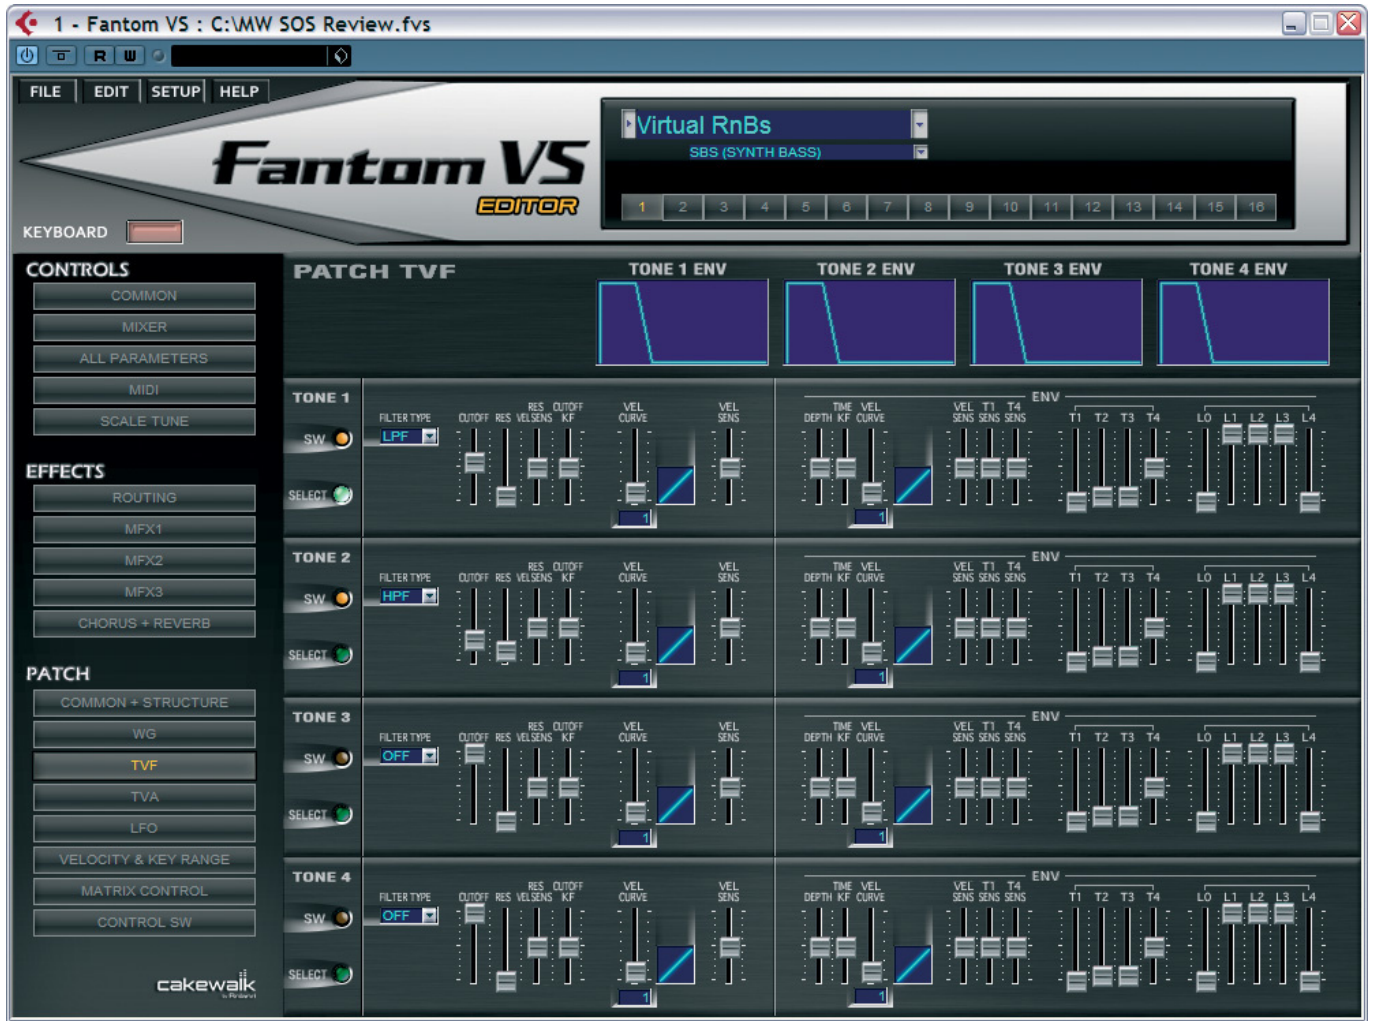 1 - Fantom VS : C:\MW SOS Review.fvs
R W
FILE EDIT SETUP HELP
Virtual RnBs
SBS (SYNTH BASS)
Fantom VS
EDITOR
1 2 3 4 5 6 7 8 9 10 11 12 13 14 15 16
KEYBOARD
CONTROLS
COMMON
MIXER
ALL PARAMETERS
MIDI
SCALE TUNE
EFFECTS
ROUTING
MFX1
MFX2
MFX3
CHORUS + REVERB
PATCH
COMMON + STRUCTURE
WG
TVF
TVA
LFO
VELOCITY & KEY RANGE
MATRIX CONTROL
CONTROL SW
cakewalk
PATCH TVF
TONE 1 ENV TONE 2 ENV TONE 3 ENV TONE 4 ENV
TONE 1 ENV
RES CUTOFF VEL VEL TIME VEL VEL T1 T4
FILTER TYPE CUTOFF RES VELSENS KF CURVE SENS DEPTH KF CURVE SENS SENS SENS T1 T2 T3 T4 L0 L1 L2 L3 L4
SW LPF
SELECT
1 1
TONE 2 ENV
RES CUTOFF VEL VEL TIME VEL VEL T1 T4
FILTER TYPE CUTOFF RES VELSENS KF CURVE SENS DEPTH KF CURVE SENS SENS SENS T1 T2 T3 T4 L0 L1 L2 L3 L4
SW HPF
SELECT
1 1
TONE 3 ENV
RES CUTOFF VEL VEL TIME VEL VEL T1 T4
FILTER TYPE CUTOFF RES VELSENS KF CURVE SENS DEPTH KF CURVE SENS SENS SENS T1 T2 T3 T4 L0 L1 L2 L3 L4
SW OFF
SELECT
1 1
TONE 4 ENV
RES CUTOFF VEL VEL TIME VEL VEL T1 T4
FILTER TYPE CUTOFF RES VELSENS KF CURVE SENS DEPTH KF CURVE SENS SENS SENS T1 T2 T3 T4 L0 L1 L2 L3 L4
SW OFF
SELECT
1 1